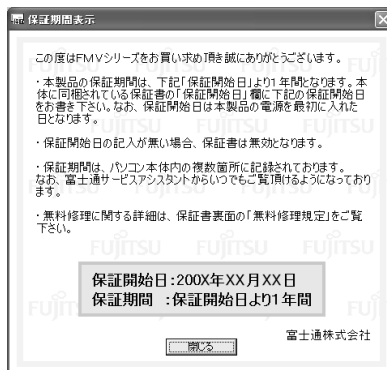 保証期間表示
この度はFMVシリーズをお買い求め頂き誠にありがとうございます。
・本製品の保証期間は、下記「保証開始日」より1年間となります。本
体に同梱されている保証書の「保証開始日」欄に下記の保証開始日
をお書き下さい。なお、保証開始日は本製品の電源を最初に入れた
日となります。
・保証開始日の記入が無い場合、保証書は無効となります。
・保証期間は、パソコン本体内の複数箇所に記録されております。
なお、富士通サービスアシスタントからいつでもご覧頂けるようになっており
ます。
・無料修理に関する詳細は、保証書裏面の「無料修理規定」をご覧
下さい。
保証開始日:200X年XX月XX日
保証期間 :保証開始日より1年間
富士通株式会社
閉じる